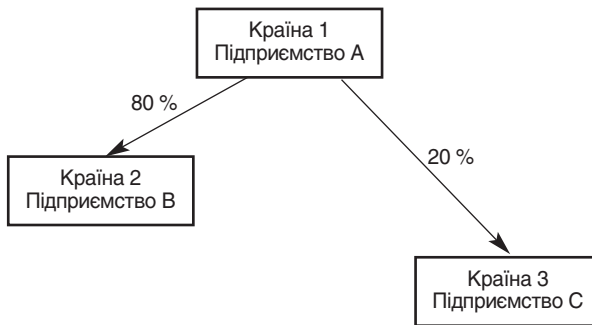 Країна 1
Підприємство А
80 %
20 %
Країна 2
Підприємство В
Країна 3
Підприємство С